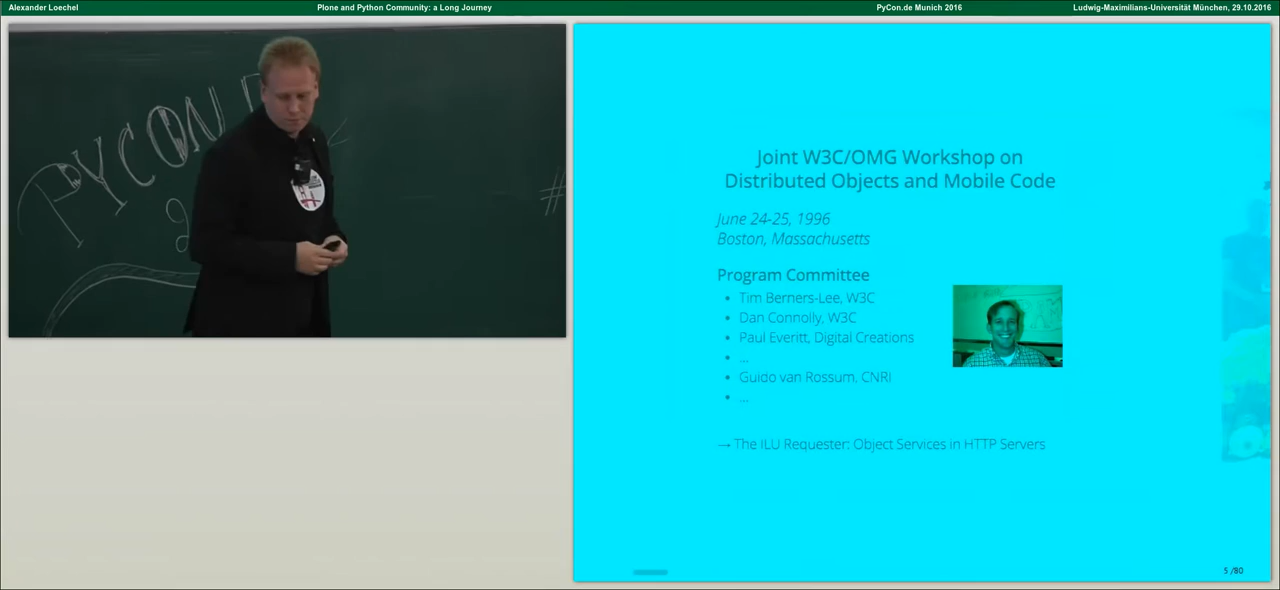 Alexander Loechel
Plone and Python Community: a Long Journey
PyCon.de Munich 2016
Ludwig-Maximilians-Universität München, 29.10.2016
PYCON
2
#
Joint W3C/OMG Workshop on
Distributed Objects and Mobile Code
June 24-25, 1996
Boston, Massachusetts
Program Committee
• Tim Berners-Lee, W3C
• Dan Connolly, W3C
• Paul Everitt, Digital Creations
• ...
• Guido van Rossum, CNRI
• ...
→ The ILU Requester: Object Services in HTTP Servers
5 /80